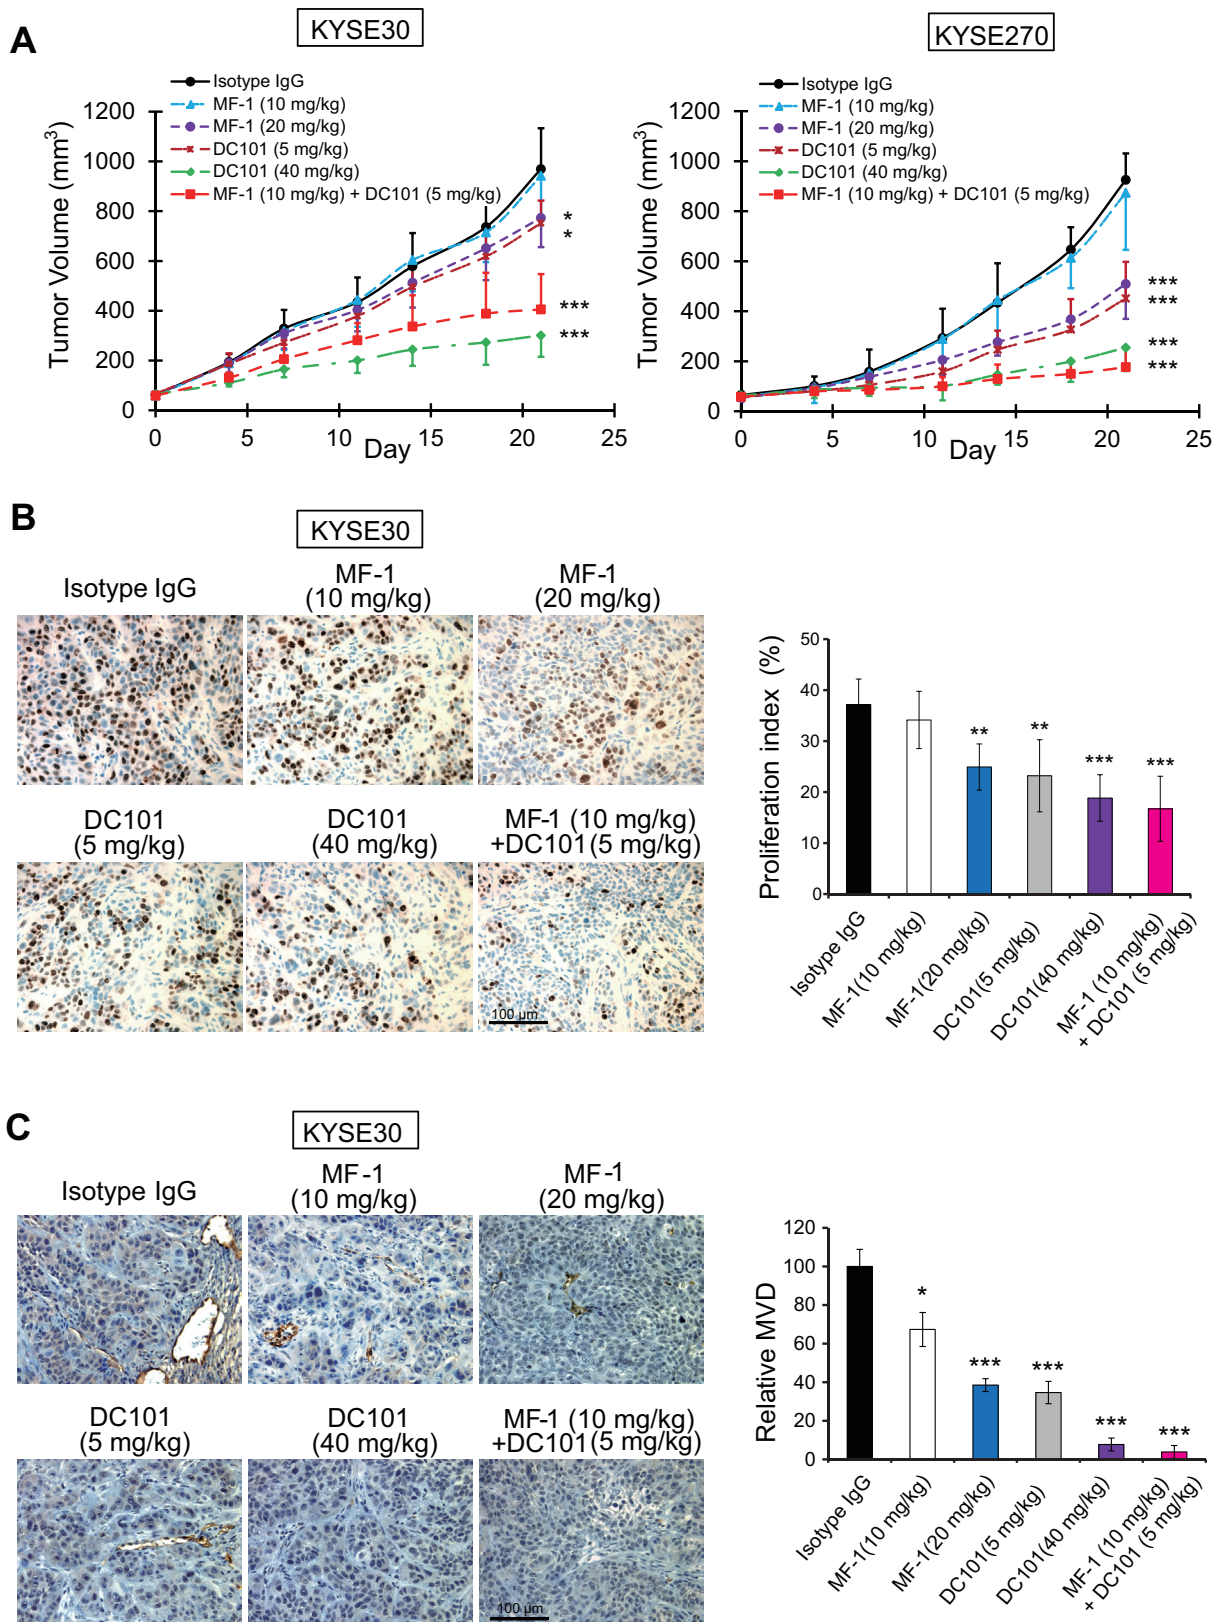 A
KYSE30
Isotype IgG
MF-1 (10 mg/kg)
MF-1 (20 mg/kg)
DC101 (5 mg/kg)
DC101 (40 mg/kg)
MF-1 (10 mg/kg) + DC101 (5 mg/kg)
Tumor Volume (mm3)
1200
1000
800
600
400
200
0
*
*
***
***
0 5 10 15 20 25
Day
KYSE270
Isotype IgG
MF-1 (10 mg/kg)
MF-1 (20 mg/kg)
DC101 (5 mg/kg)
DC101 (40 mg/kg)
MF-1 (10 mg/kg) + DC101 (5 mg/kg)
Tumor Volume (mm3)
1200
1000
800
600
400
200
0
***
***
***
***
0 5 10 15 20 25
Day
B
KYSE30
Isotype IgG
MF-1
(10 mg/kg)
MF-1
(20 mg/kg)
DC101
(5 mg/kg)
DC101
(40 mg/kg)
MF-1 (10 mg/kg)
+DC101 (5 mg/kg)
100 µm
Proliferation index (%)
50
40
30
20
10
0
** ** *** ***
Isotype IgG
MF-1(10 mg/kg)
MF-1(20 mg/kg)
DC101(5 mg/kg)
DC101(40 mg/kg)
MF-1 (10 mg/kg)
+ DC101 (5 mg/kg)
C
KYSE30
Isotype IgG
MF-1
(10 mg/kg)
MF-1
(20 mg/kg)
DC101
(5 mg/kg)
DC101
(40 mg/kg)
MF-1 (10 mg/kg)
+DC101 (5 mg/kg)
100 µm
Relative MVD
120
100
80
60
40
20
0
* *** *** *** ***
Isotype IgG
MF-1(10 mg/kg)
MF-1(20 mg/kg)
DC101(5 mg/kg)
DC101(40 mg/kg)
MF-1 (10 mg/kg)
+ DC101 (5 mg/kg)